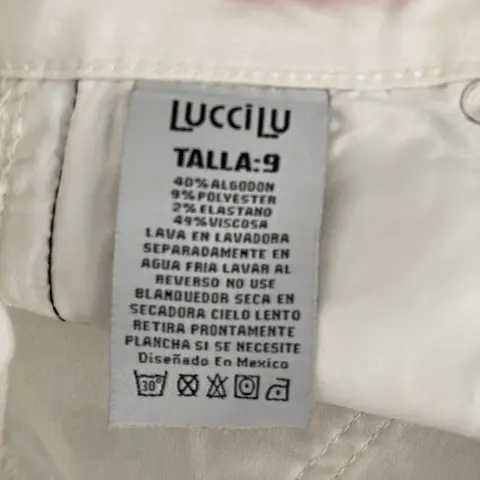 LUCCiLU
TALLA:9
40%ALGODON
9%POLYESTER
2%ELASTANO
49%VISCOSA
LAVA EN LAVADORA
SEPARADAMENTE EN
AGUA FRIA LAVAR AL
REVERSO NO USE
BLANQUEDOR SECA EN
SECADORA CIELO LENTO
RETIRA PRONTAMENTE
PLANCHA SI SE NECESITE
Diseñado En Mexico
30°